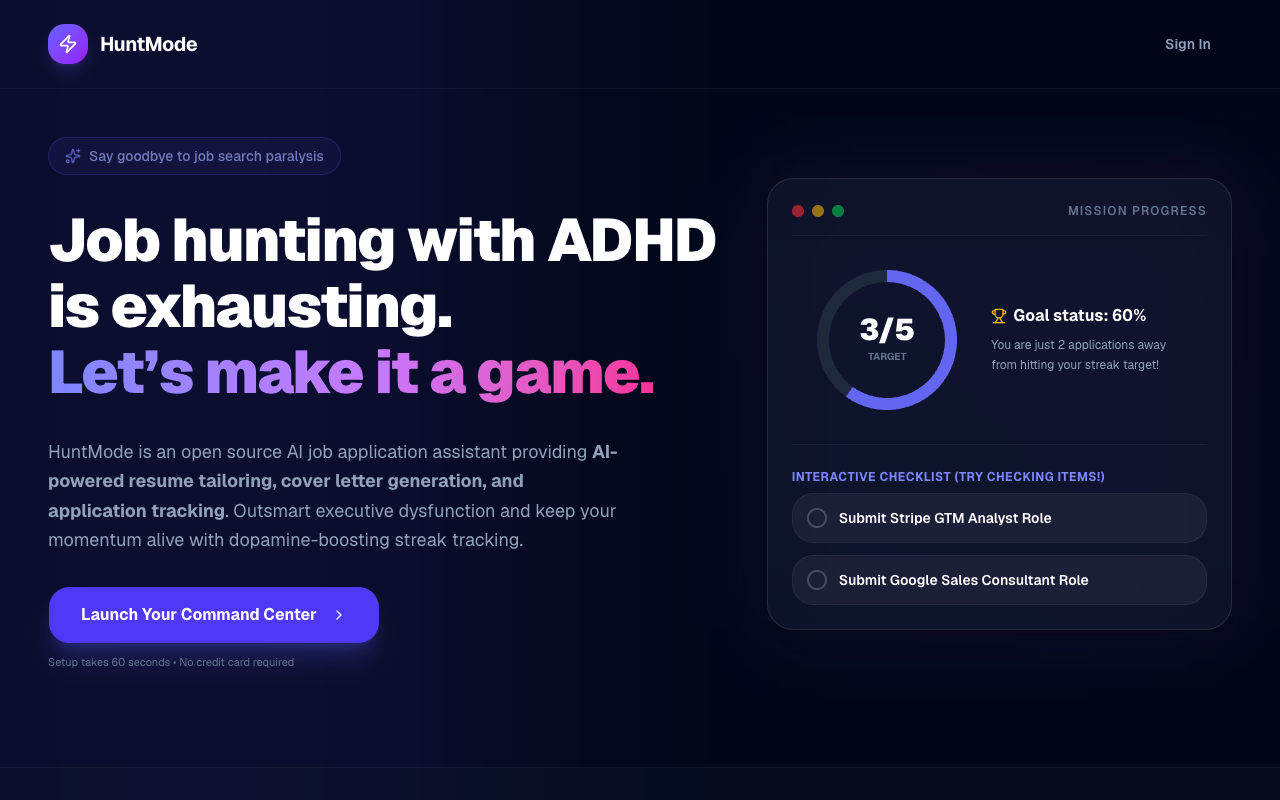 HuntMode
Sign In
Say goodbye to job search paralysis
Job hunting with ADHD
is exhausting.
Let’s make it a game.
HuntMode is an open source AI job application assistant providing AI-
powered resume tailoring, cover letter generation, and
application tracking. Outsmart executive dysfunction and keep your
momentum alive with dopamine-boosting streak tracking.
Launch Your Command Center
Setup takes 60 seconds • No credit card required
MISSION PROGRESS
3/5
TARGET
Goal status: 60%
You are just 2 applications away
from hitting your streak target!
INTERACTIVE CHECKLIST (TRY CHECKING ITEMS!)
Submit Stripe GTM Analyst Role
Submit Google Sales Consultant Role